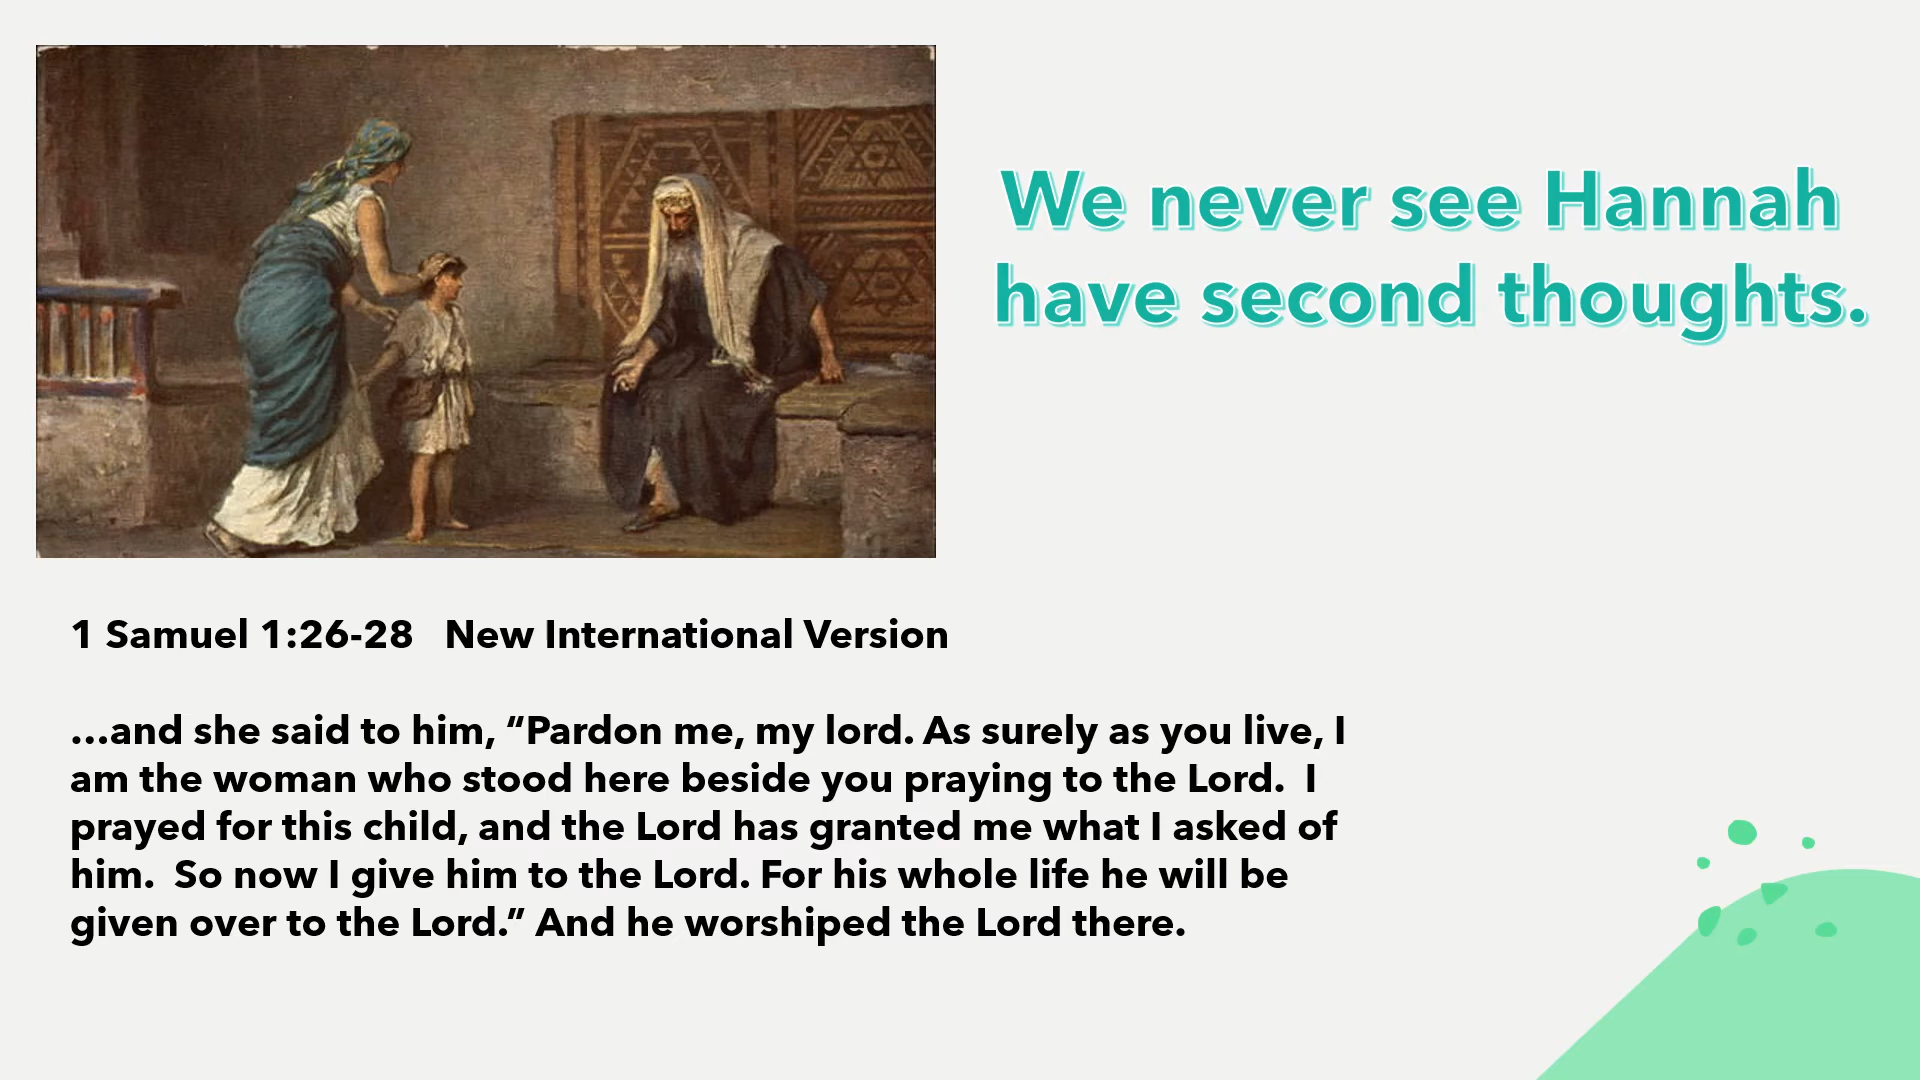 We never see Hannah
have second thoughts.
1 Samuel 1:26-28   New International Version
…and she said to him, “Pardon me, my lord. As surely as you live, I
am the woman who stood here beside you praying to the Lord.  I
prayed for this child, and the Lord has granted me what I asked of
him.  So now I give him to the Lord. For his whole life he will be
given over to the Lord.” And he worshiped the Lord there.